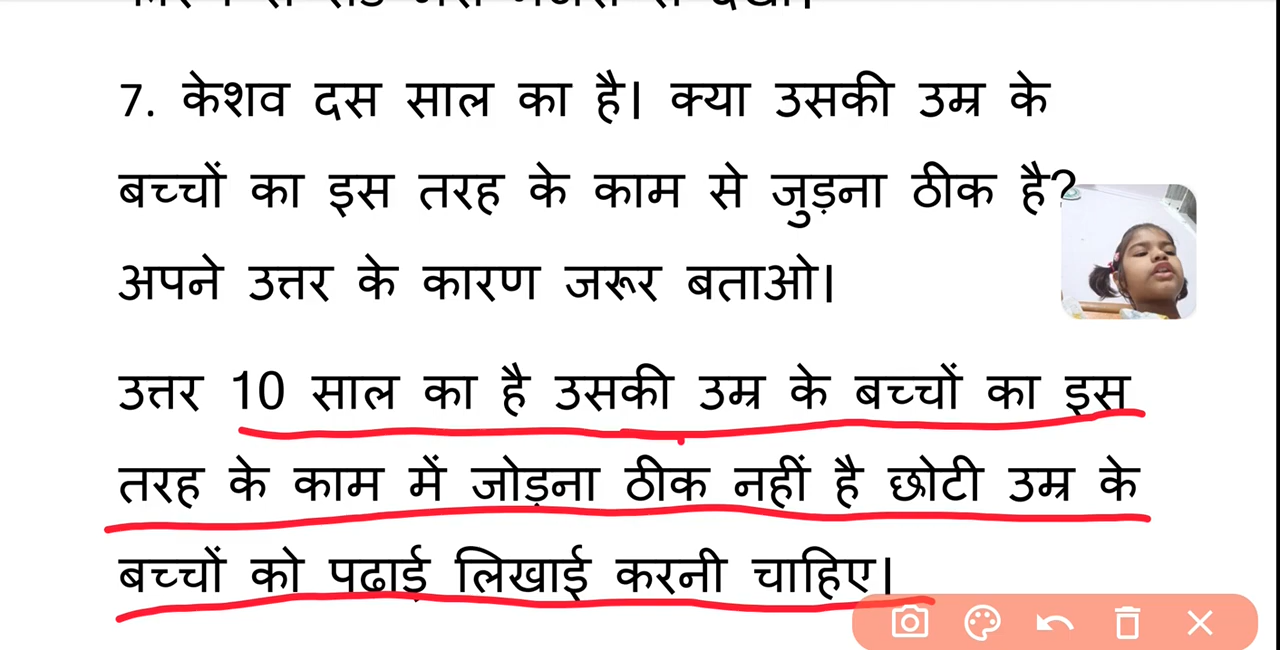 7. केशव दस साल का है। क्या उसकी उम्र के
बच्चों का इस तरह के काम से जुड़ना ठीक है?
अपने उत्तर के कारण जरूर बताओ।
उत्तर 10 साल का है उसकी उम्र के बच्चों का इस
तरह के काम में जोड़ना ठीक नहीं है छोटी उम्र के
बच्चों को पढाई लिखाई करनी चाहिए।